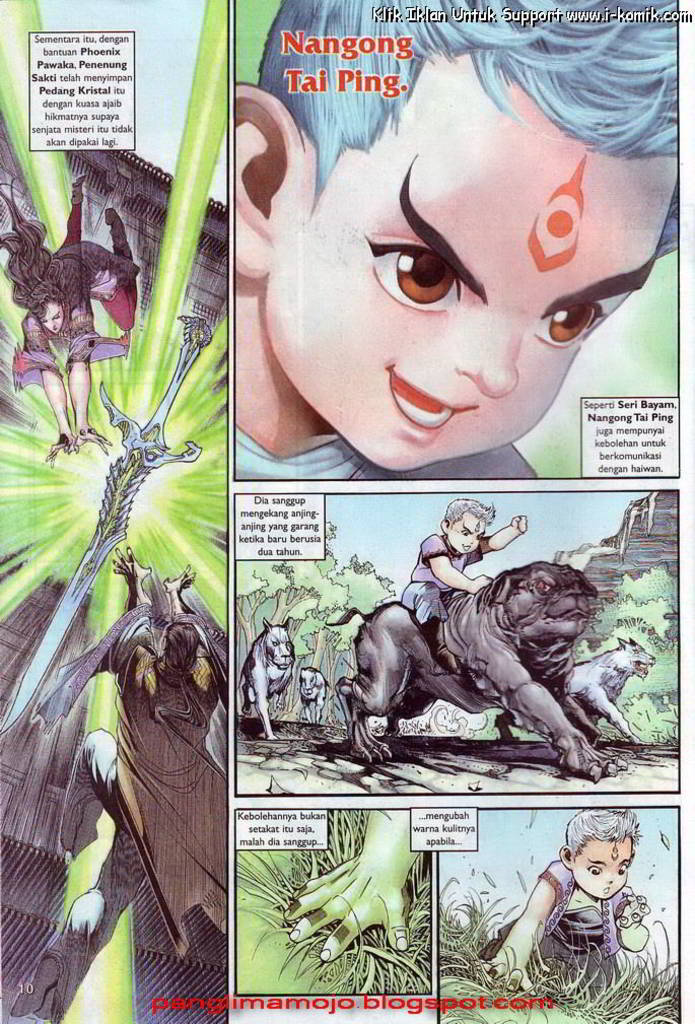 Klik Iklan Untuk Support www.i-komik.com
Sementara itu, dengan
bantuan Phoenix
Pawaka, Penenung
Sakti telah menyimpan
Pedang Kristal itu
dengan kuasa ajaib
hikmatnya supaya
senjata misteri itu tidak
akan dipakai lagi.
Nangong
Tai Ping.
Seperti Seri Bayam,
Nangong Tai Ping
juga mempunyai
kebolehan untuk
berkomunikasi
dengan haiwan.
Dia sanggup
mengekang anjing-
anjing yang garang
ketika baru berusia
dua tahun.
Kebolehannya bukan
setakat itu saja,
malah dia sanggup...
...mengubah
warna kulitnya
apabila...
10
panglimamojo.blogspot.com